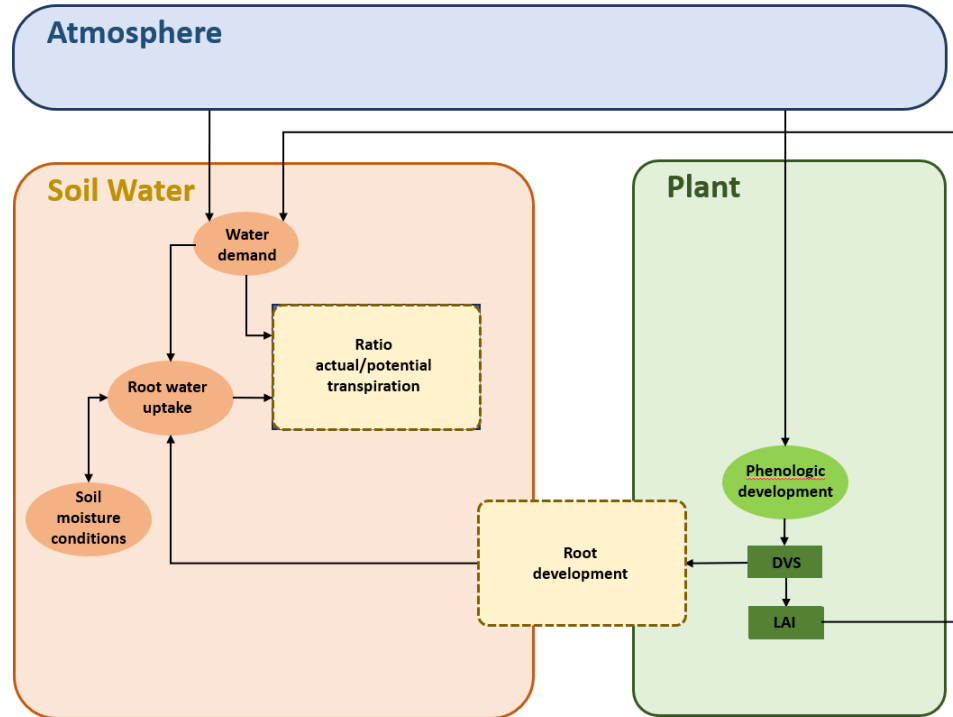 Atmosphere
Soil Water
Plant
Water
demand
Ratio
actual/potential
transpiration
Root water
uptake
Soil
moisture
conditions
Phenologic
development
Root
development
DVS
LAI